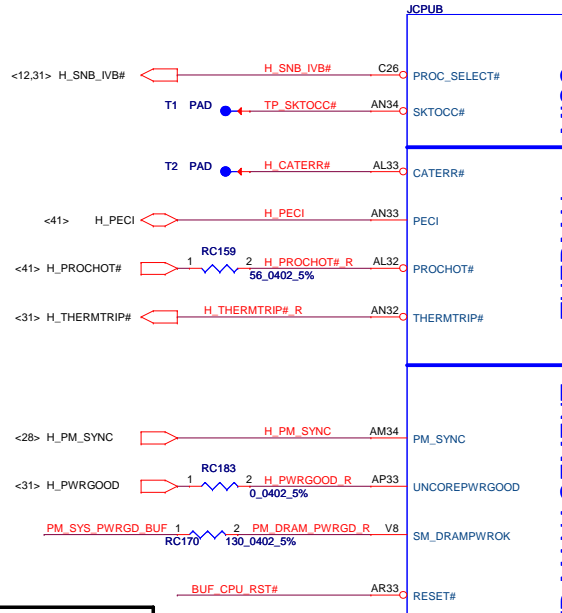 JCPUB
<12,31> H_SNB_IVB# H_SNB_IVB# C26 PROC_SELECT#
T1 PAD TP_SKTOCC# AN34 SKTOCC#
T2 PAD H_CATERR# AL33 CATERR#
<41> H_PECI H_PECI AN33 PECI
RC159
<41> H_PROCHOT# 1 2 H_PROCHOT#_R AL32 PROCHOT#
56_0402_5%
<31> H_THERMTRIP# H_THERMTRIP#_R AN32 THERMTRIP#
<28> H_PM_SYNC H_PM_SYNC AM34 PM_SYNC
RC183
<31> H_PWRGOOD 1 2 H_PWRGOOD_R AP33 UNCOREPWRGOOD
0_0402_5%
PM_SYS_PWRGD_BUF 1 2 PM_DRAM_PWRGD_R V8 SM_DRAMPWROK
RC170 130_0402_5%
BUF_CPU_RST# AR33 RESET#